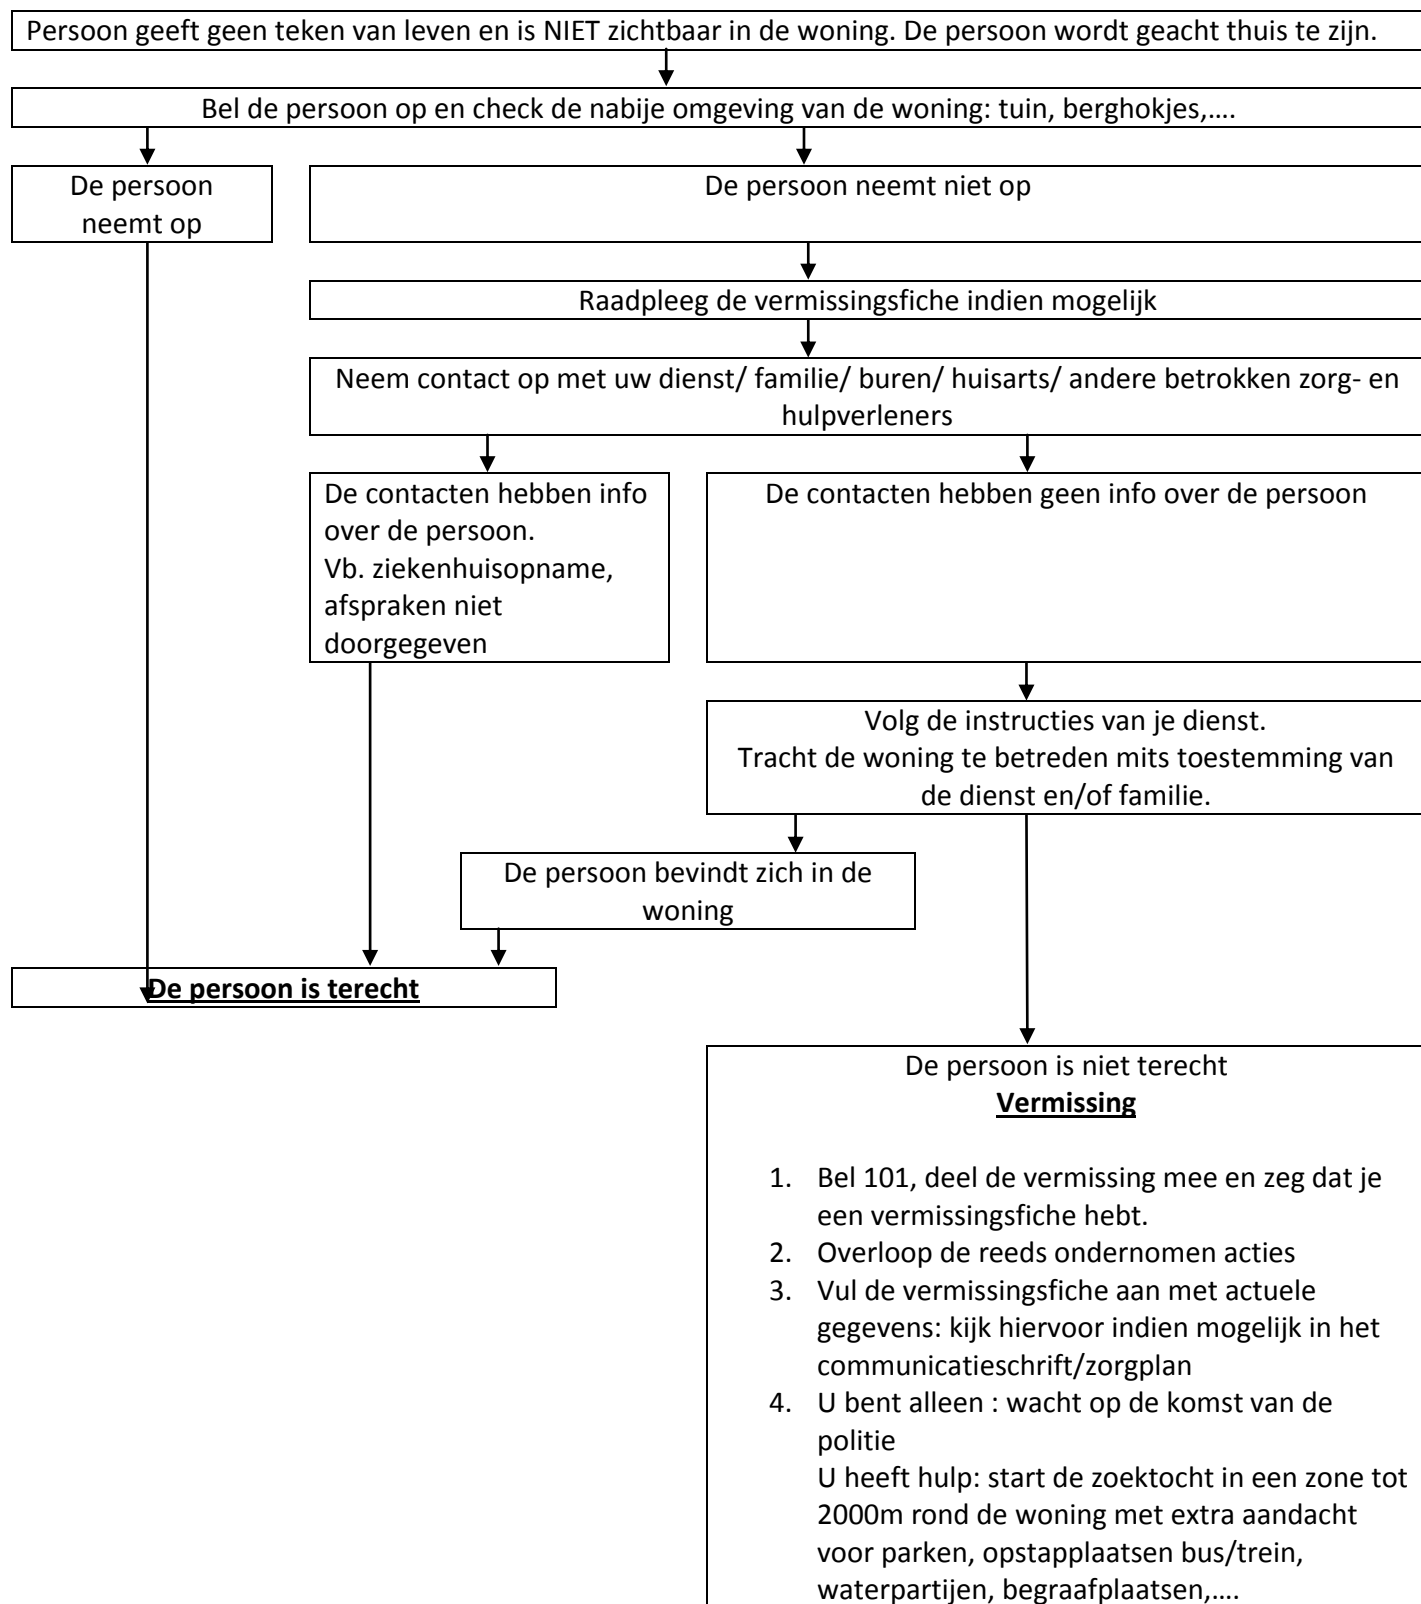 Persoon geeft geen teken van leven en is NIET zichtbaar in de woning. De persoon wordt geacht thuis te zijn.
Bel de persoon op en check de nabije omgeving van de woning: tuin, berghokjes,….
De persoon
neemt op
De persoon neemt niet op
Raadpleeg de vermissingsfiche indien mogelijk
Neem contact op met uw dienst/ familie/ buren/ huisarts/ andere betrokken zorg- en
hulpverleners
De contacten hebben info
over de persoon.
Vb. ziekenhuisopname,
afspraken niet
doorgegeven
De contacten hebben geen info over de persoon
Volg de instructies van je dienst.
Tracht de woning te betreden mits toestemming van
de dienst en/of familie.
De persoon bevindt zich in de
woning
De persoon is terecht
De persoon is niet terecht
Vermissing
1. Bel 101, deel de vermissing mee en zeg dat je
een vermissingsfiche hebt.
2. Overloop de reeds ondernomen acties
3. Vul de vermissingsfiche aan met actuele
gegevens: kijk hiervoor indien mogelijk in het
communicatieschrift/zorgplan
4. U bent alleen : wacht op de komst van de
politie
U heeft hulp: start de zoektocht in een zone tot
2000m rond de woning met extra aandacht
voor parken, opstapplaatsen bus/trein,
waterpartijen, begraafplaatsen,….